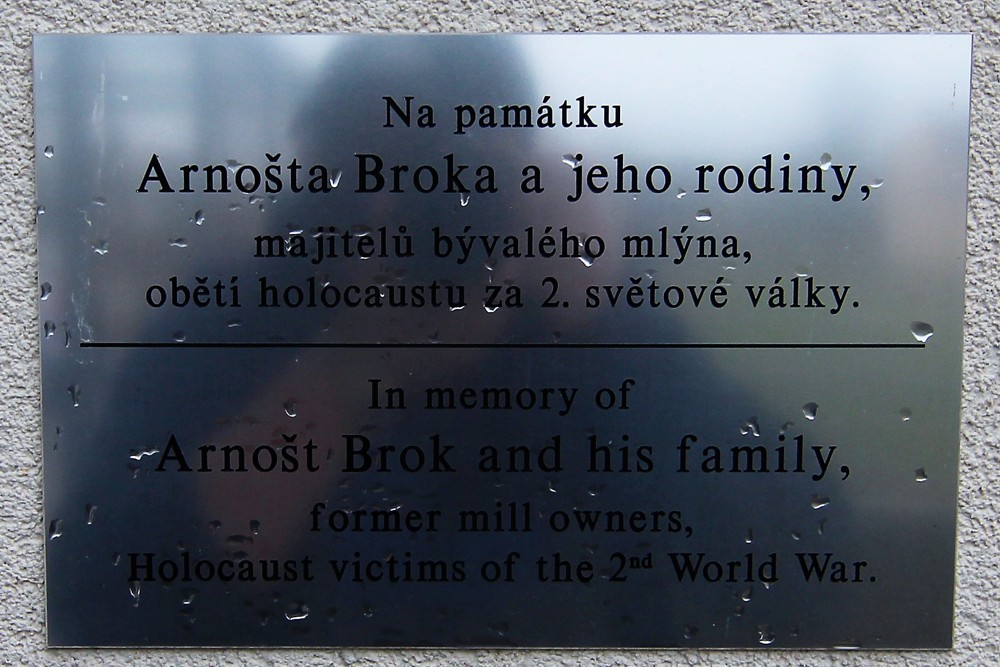 Na památku
Arnošta Broka a jeho rodiny,
majitelů bývalého mlýna,
obětí holocaustu za 2. světové války.
In memory of
Arnošt Brok and his family,
former mill owners,
Holocaust victims of the 2nd World War.